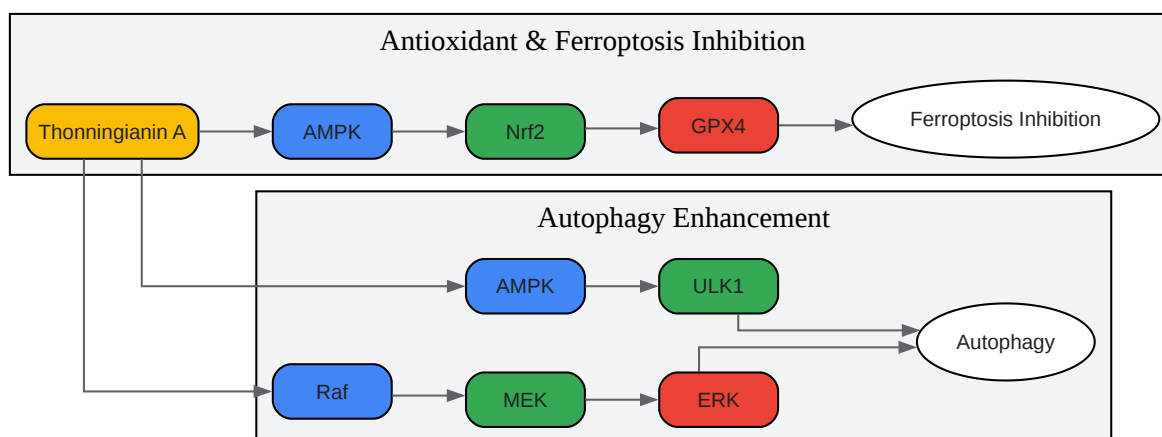 Antioxidant & Ferroptosis Inhibition
Thonningianin A
AMPK
Nrf2
GPX4
Ferroptosis Inhibition
Autophagy Enhancement
AMPK
ULK1
Autophagy
Raf
MEK
ERK